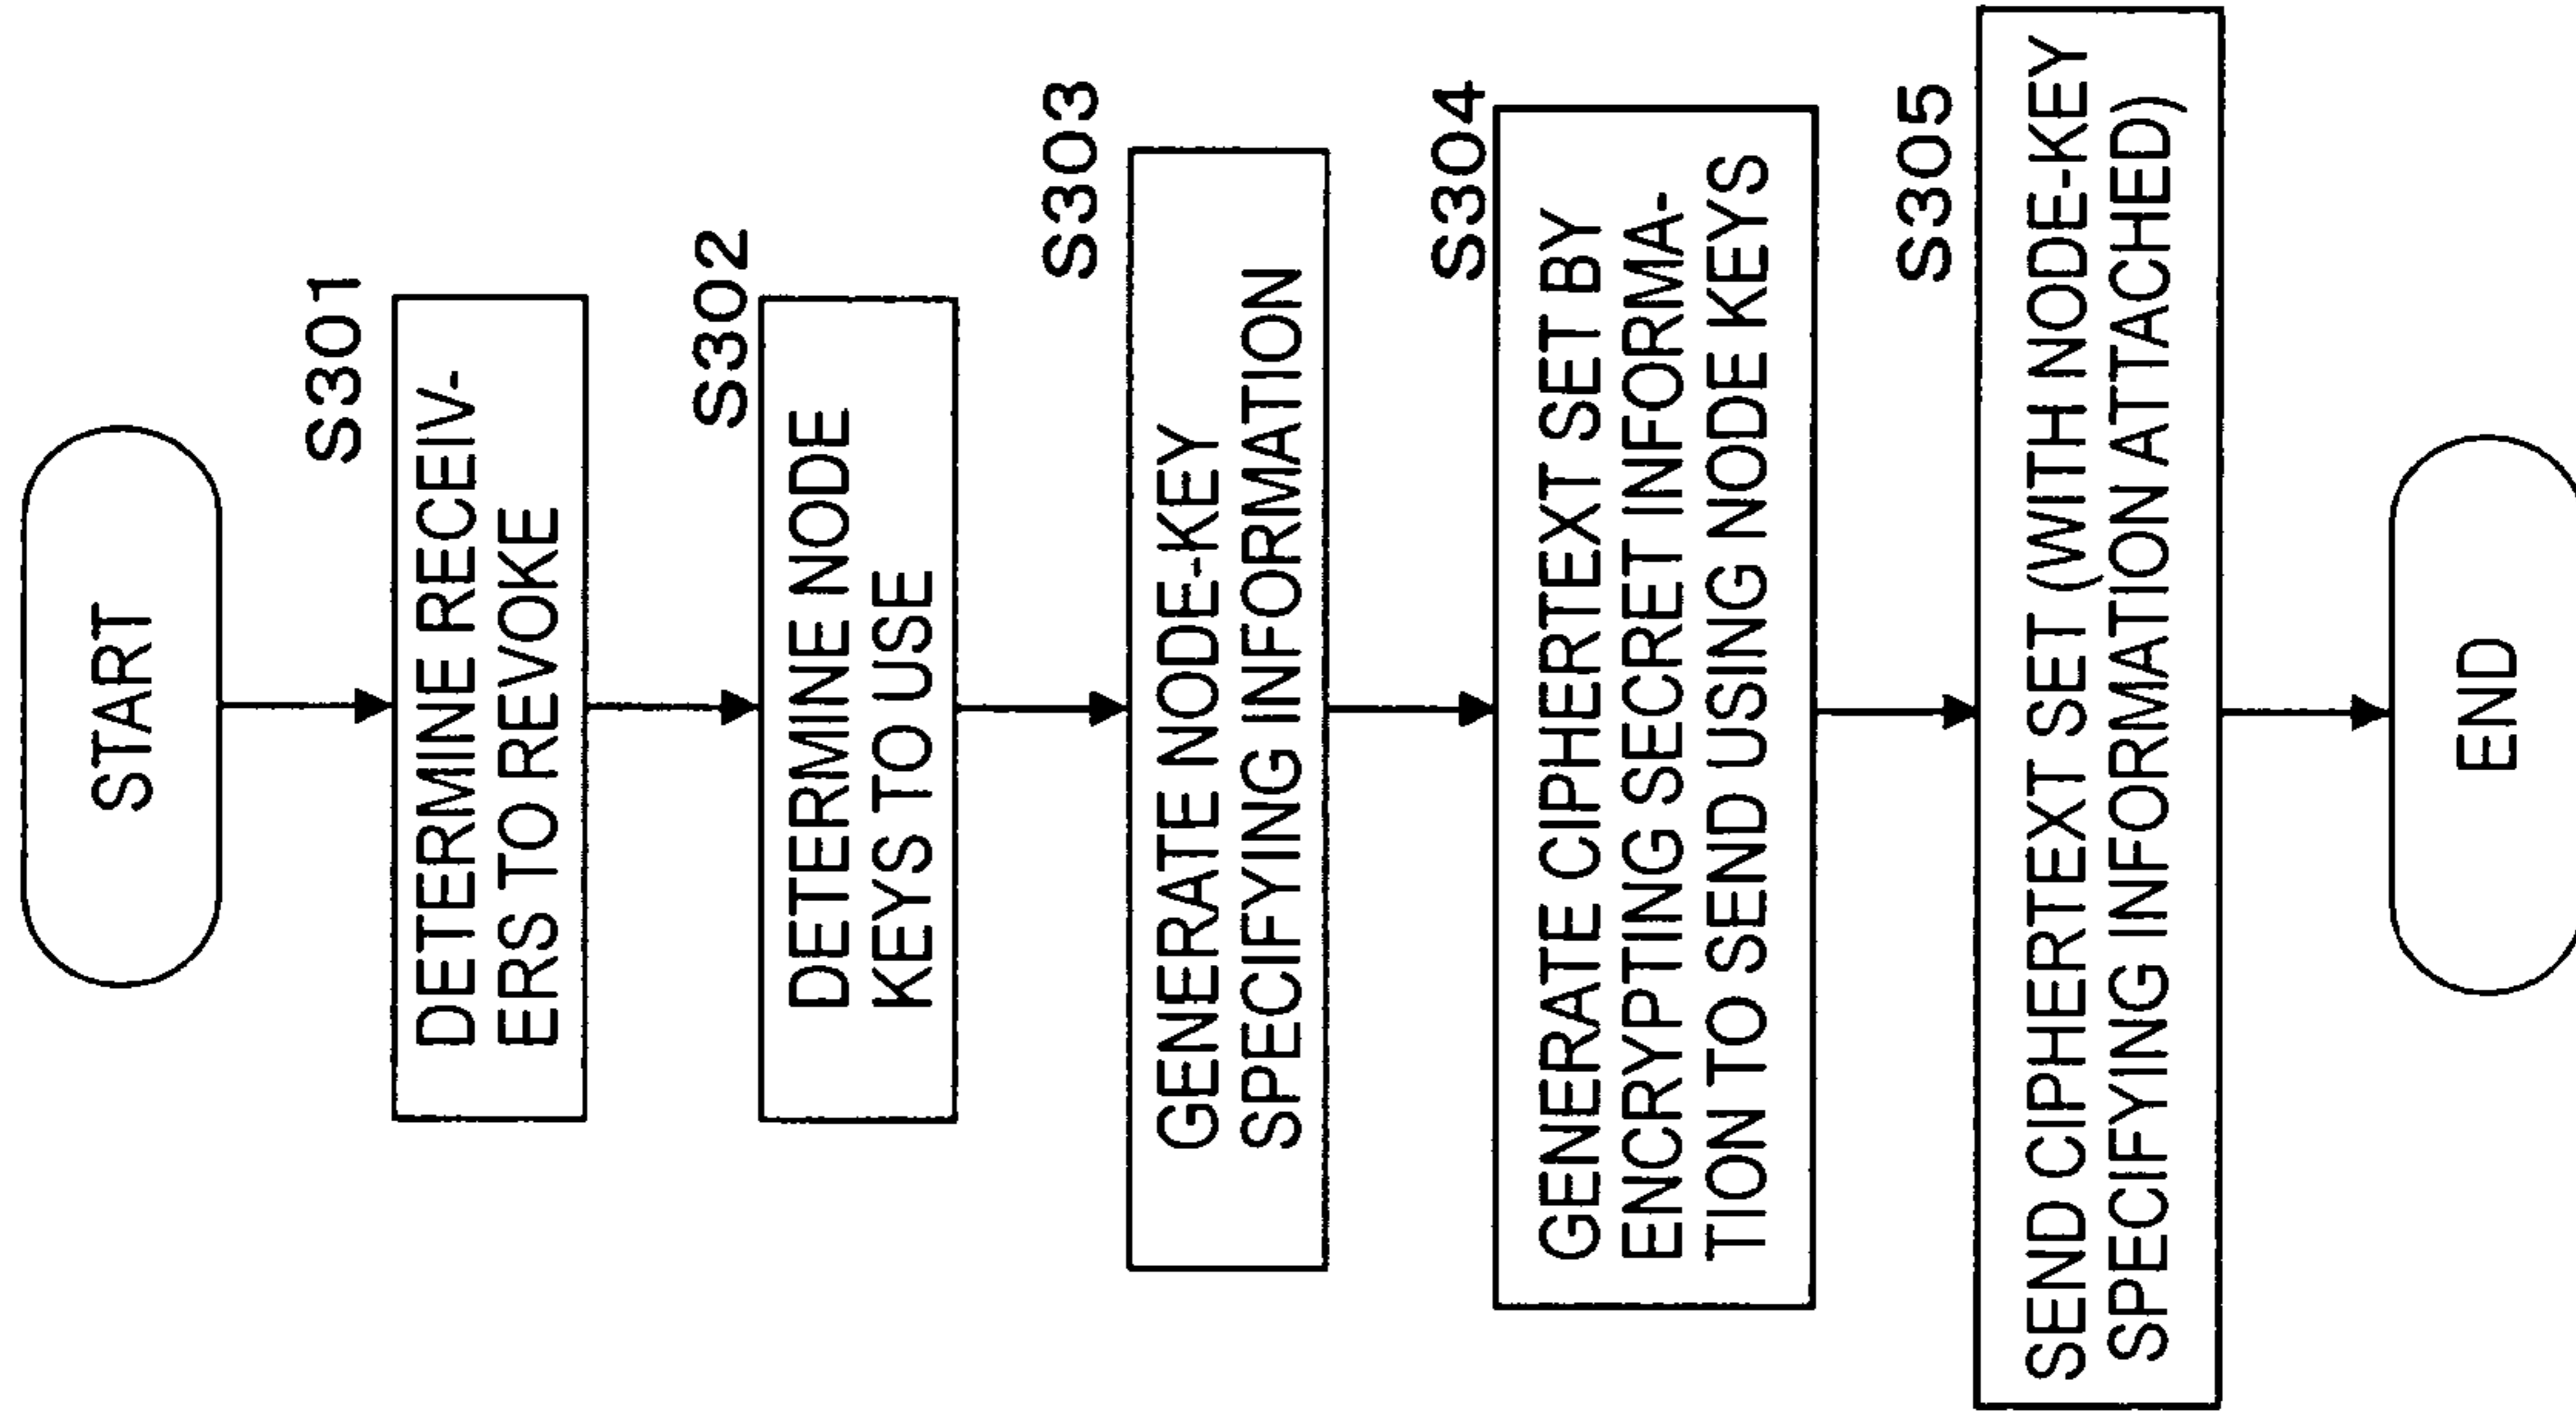 START
S301
DETERMINE RECEIV-
ERS TO REVOKE
S302
DETERMINE NODE
KEYS TO USE
S303
GENERATE NODE-KEY
SPECIFYING INFORMATION
S304
GENERATE CIPHERTEXT SET BY
ENCRYPTING SECRET INFORMA-
TION TO SEND USING NODE KEYS
S305
SEND CIPHERTEXT SET (WITH NODE-KEY
SPECIFYING INFORMATION ATTACHED)
END